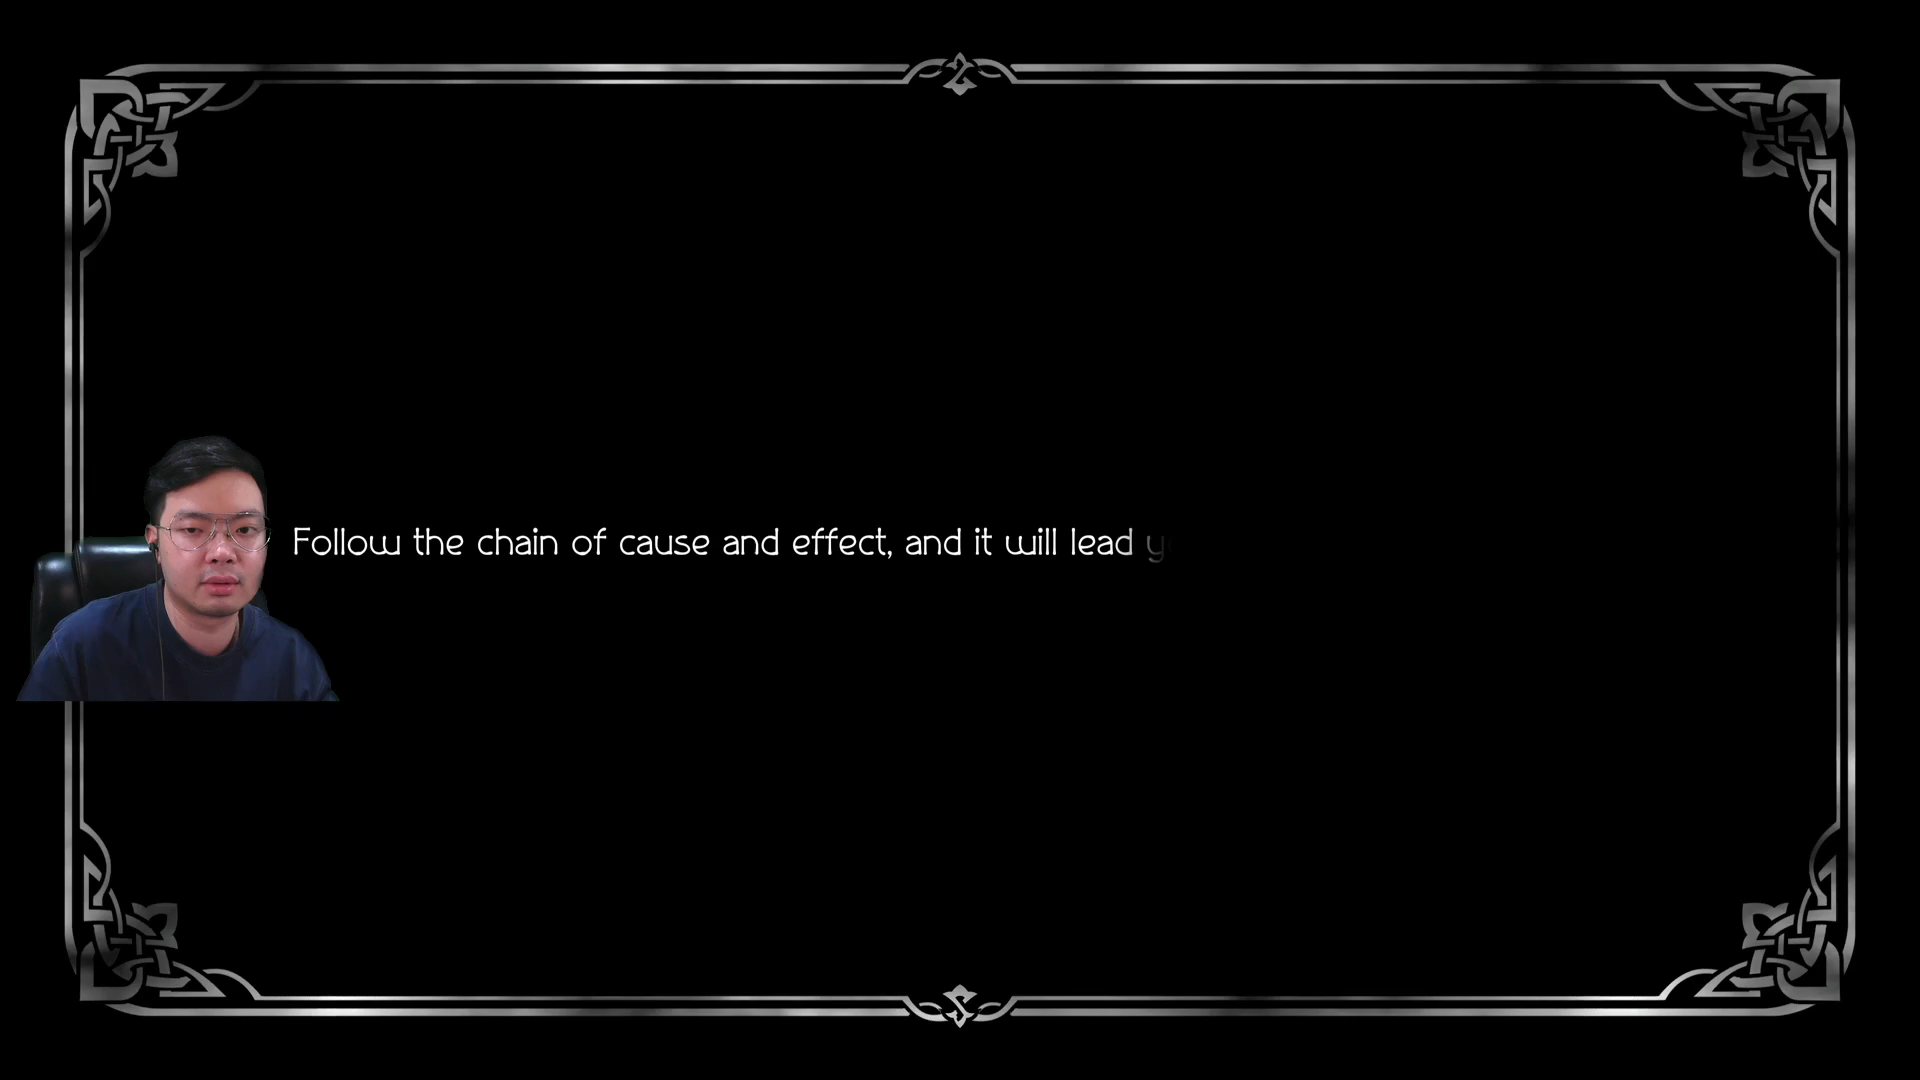 Follow the chain of cause and effect, and it will lead